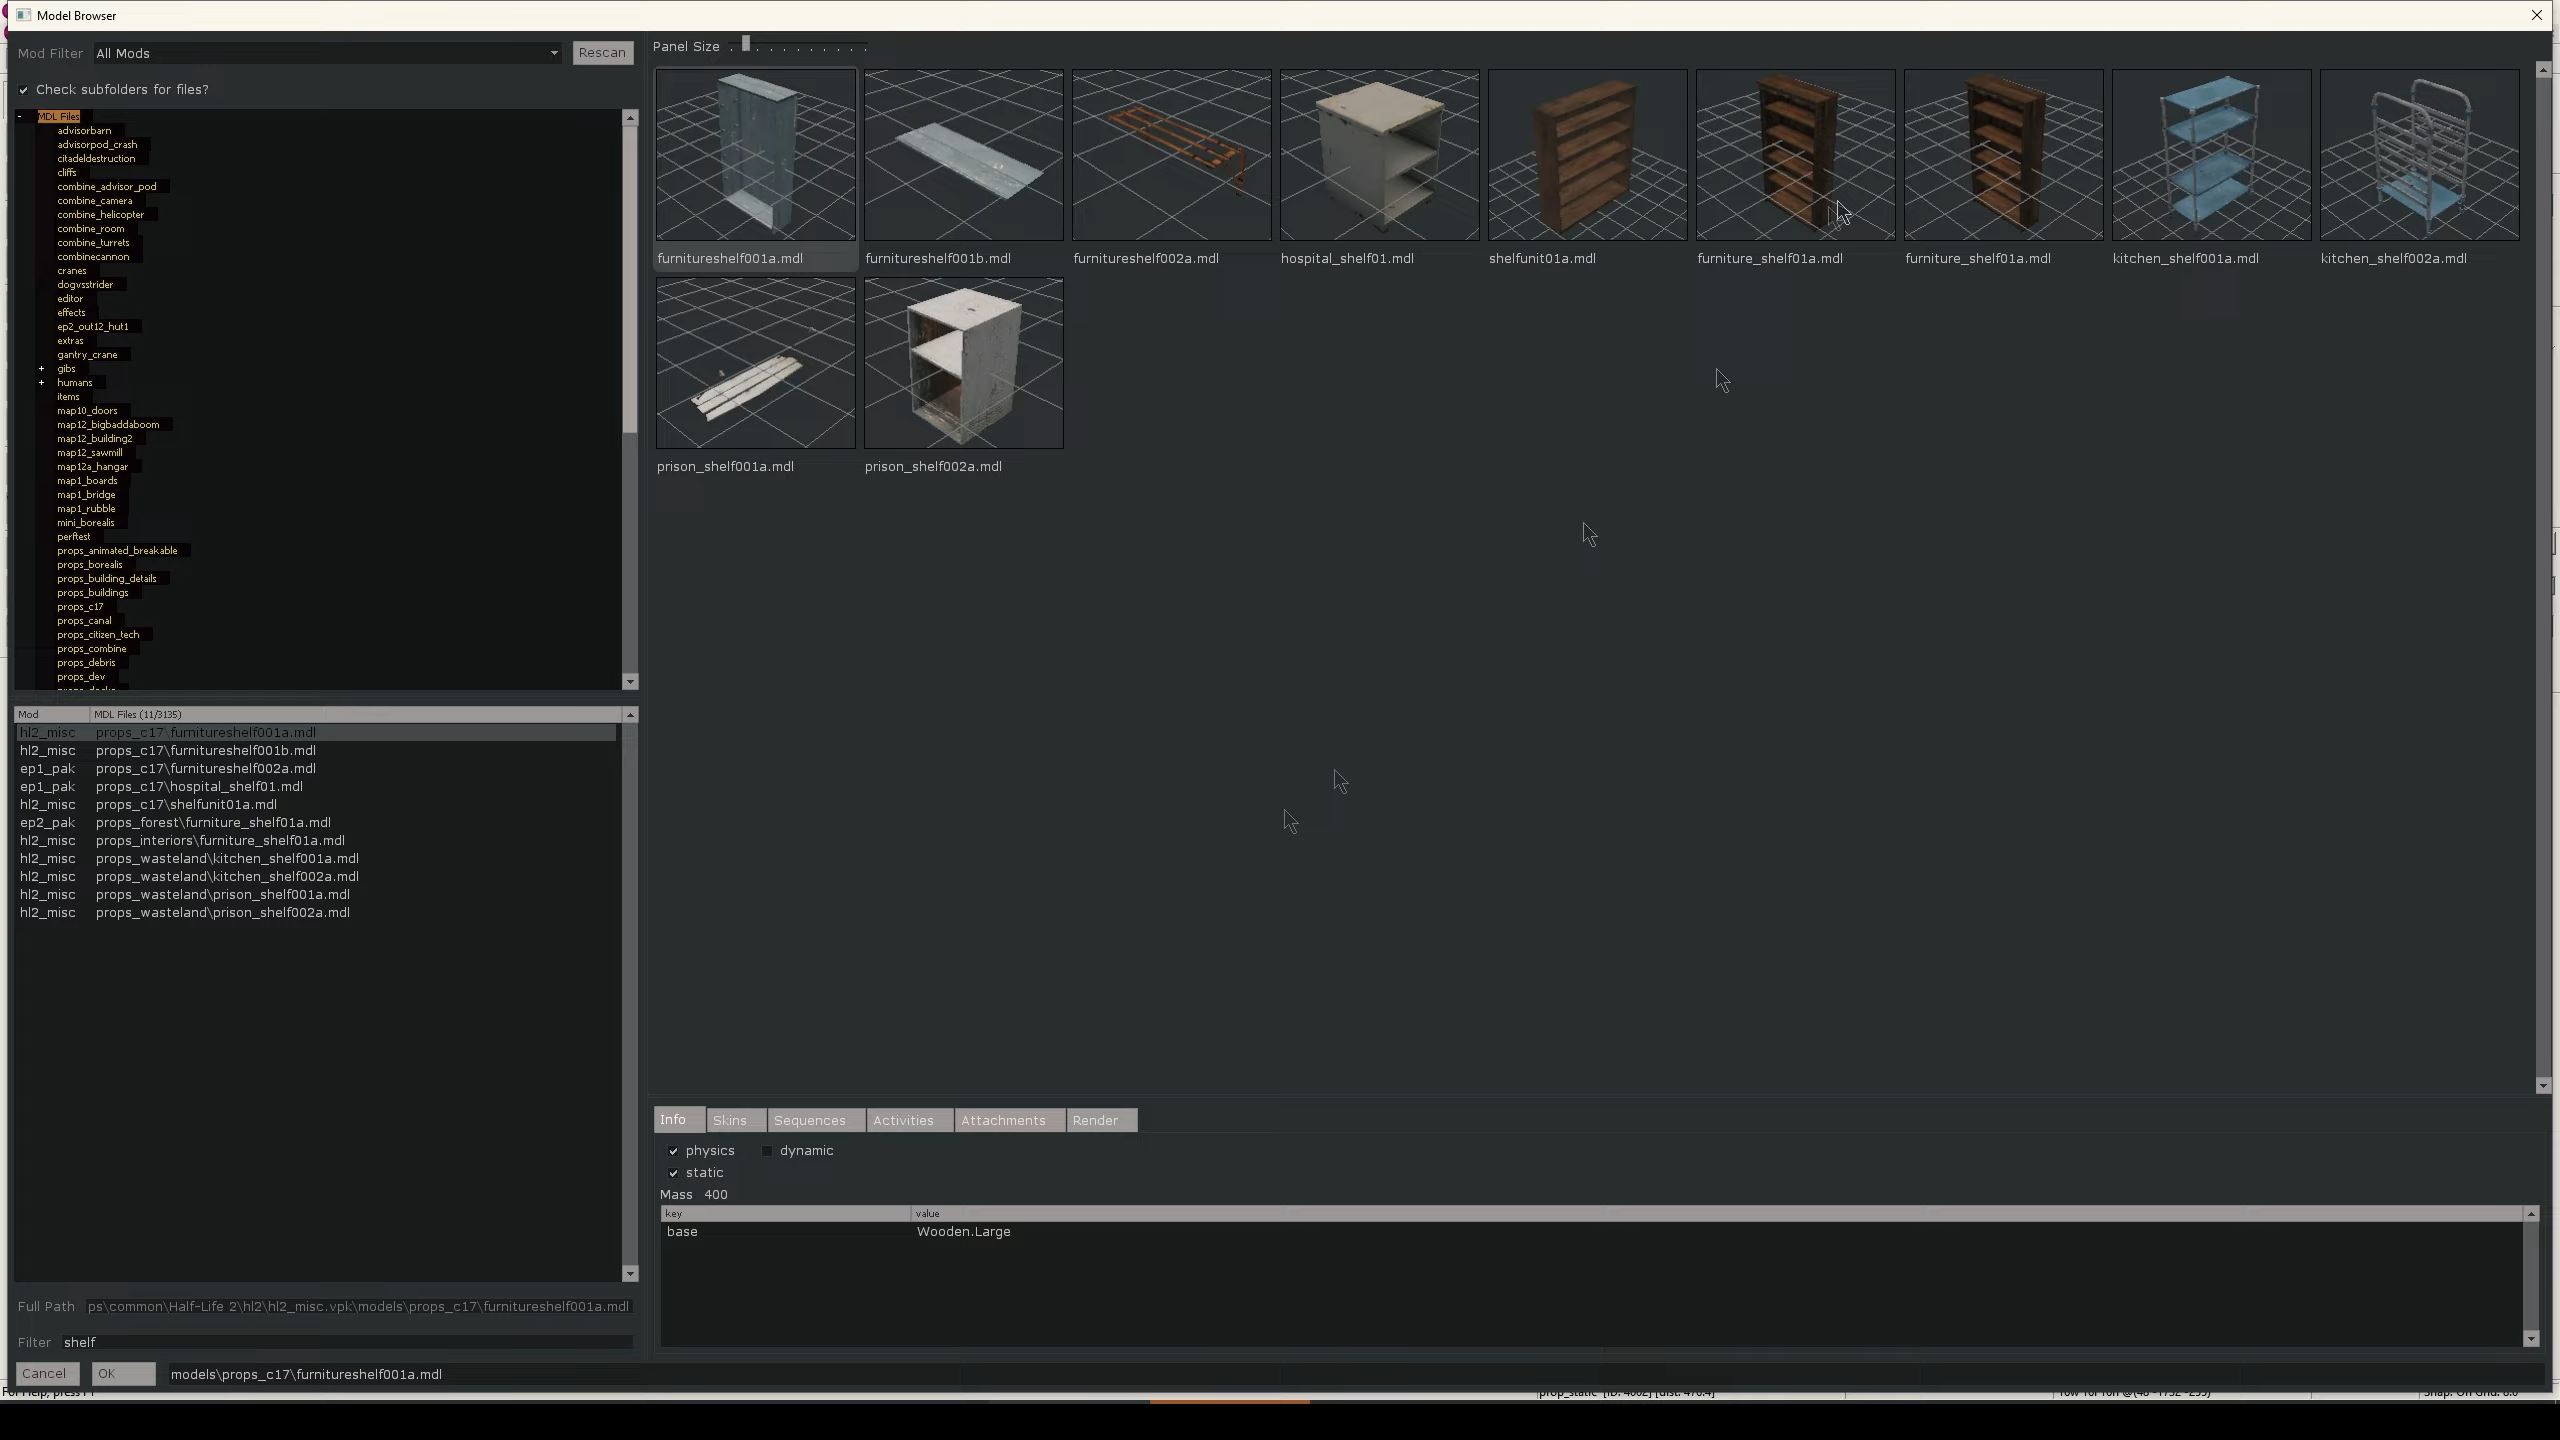 Model Browser
Mod Filter All Mods Rescan
Check subfolders for files?
MDL Files
advisorbarn
advisorpod_crash
citadeldestruction
cliffs
combine_advisor_pod
combine_camera
combine_helicopter
combine_room
combine_turrets
combinecannon
cranes
dogvsstrider
editor
effects
ep2_out12_hut1
extras
gantry_crane
gibs
humans
items
map10_doors
map12_bigbaddaboom
map12_building2
map12_sawmill
map12a_hangar
map1_boards
map1_bridge
map1_rubble
mini_borealis
perftest
props_animated_breakable
props_borealis
props_building_details
props_buildings
props_c17
props_canal
props_citizen_tech
props_combine
props_debris
props_dev
Mod MDL Files (11/3135)
hl2_misc props_c17\furnitureshelf001a.mdl
hl2_misc props_c17\furnitureshelf001b.mdl
ep1_pak props_c17\furnitureshelf002a.mdl
ep1_pak props_c17\hospital_shelf01.mdl
hl2_misc props_c17\shelfunit01a.mdl
ep2_pak props_forest\furniture_shelf01a.mdl
hl2_misc props_interiors\furniture_shelf01a.mdl
hl2_misc props_wasteland\kitchen_shelf001a.mdl
hl2_misc props_wasteland\kitchen_shelf002a.mdl
hl2_misc props_wasteland\prison_shelf001a.mdl
hl2_misc props_wasteland\prison_shelf002a.mdl
Full Path ps\common\Half-Life 2\hl2\hl2_misc.vpk\models\props_c17\furnitureshelf001a.mdl
Filter shelf
Cancel OK models\props_c17\furnitureshelf001a.mdl
Panel Size
furnitureshelf001a.mdl furnitureshelf001b.mdl furnitureshelf002a.mdl hospital_shelf01.mdl shelfunit01a.mdl furniture_shelf01a.mdl furniture_shelf01a.mdl kitchen_shelf001a.mdl kitchen_shelf002a.mdl
prison_shelf001a.mdl prison_shelf002a.mdl
Info Skins Sequences Activities Attachments Render
physics dynamic
static
Mass 400
key value
base Wooden.Large